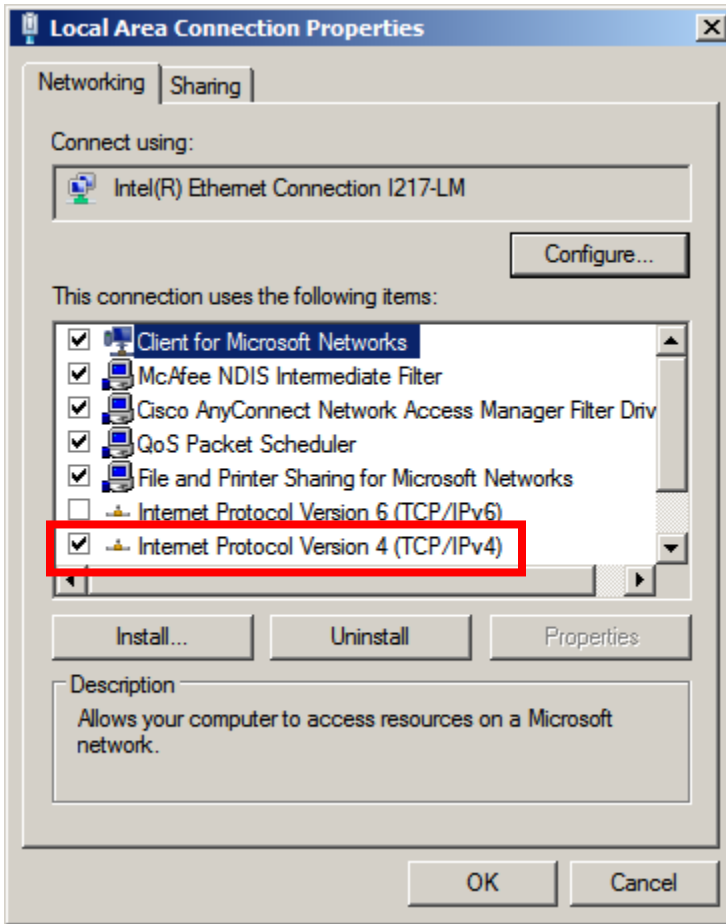 Local Area Connection Properties
Networking
Sharing
Connect using:
Intel(R) Ethernet Connection I217-LM
Configure...
This connection uses the following items:
Client for Microsoft Networks
McAfee NDIS Intermediate Filter
Cisco AnyConnect Network Access Manager Filter Driv
QoS Packet Scheduler
File and Printer Sharing for Microsoft Networks
Internet Protocol Version 6 (TCP/IPv6)
Internet Protocol Version 4 (TCP/IPv4)
Install...
Uninstall
Properties
Description
Allows your computer to access resources on a Microsoft
network.
OK
Cancel